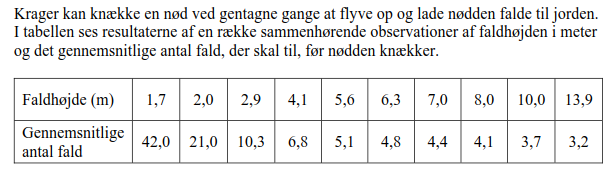 Krager kan knække en nød ved gentagne gange at flyve op og lade nødden falde til jorden.
I tabellen ses resultaterne af en række sammenhørende observationer af faldhøjden i meter
og det gennemsnitlige antal fald, der skal til, før nødden knækker.
Faldhøjde (m) 1,7 2,0 2,9 4,1 5,6 6,3 7,0 8,0 10,0 13,9
Gennemsnitlige
antal fald 42,0 21,0 10,3 6,8 5,1 4,8 4,4 4,1 3,7 3,2